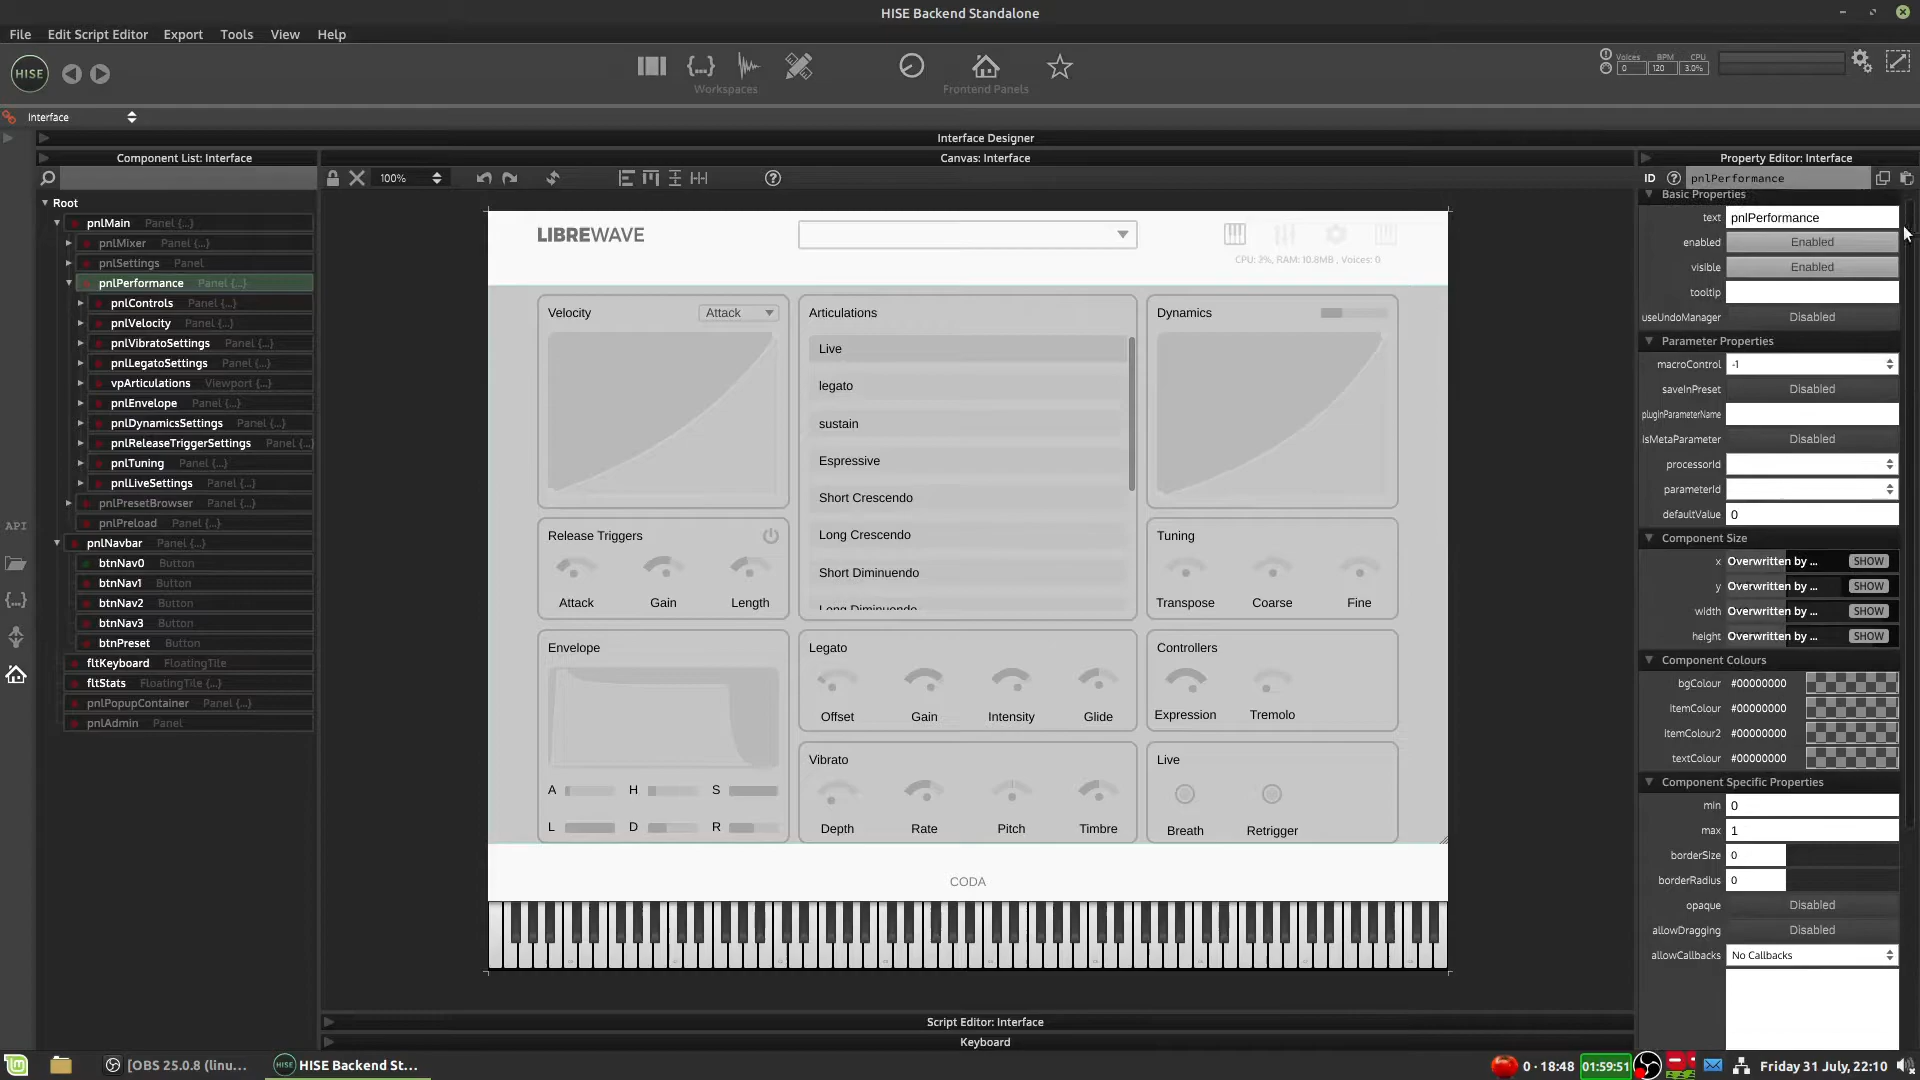 HISE Backend Standalone
File Edit Script Editor Export Tools View Help
HISE
Workspaces
Frontend Panels
Voices BPM CPU
0 120 3.0%
Interface
Interface Designer
Component List: Interface
Canvas: Interface
Property Editor: Interface
100%
ID pnlPerformance
Root
pnlMain Panel {...}
pnlMixer Panel {...}
pnlSettings Panel
pnlPerformance Panel {...}
pnlControls Panel {...}
pnlVelocity Panel {...}
pnlVibratoSettings Panel {...}
pnlLegatoSettings Panel {...}
vpArticulations Viewport {...}
pnlEnvelope Panel {...}
pnlDynamicsSettings Panel {...}
pnlReleaseTriggerSettings Panel {...}
pnlTuning Panel {...}
pnlLiveSettings Panel {...}
pnlPresetBrowser Panel {...}
pnlPreload Panel {...}
pnlNavbar Panel {...}
btnNav0 Button
btnNav1 Button
btnNav2 Button
btnNav3 Button
btnPreset Button
fltKeyboard FloatingTile
fltStats FloatingTile {...}
pnlPopupContainer Panel {...}
pnlAdmin Panel
API
LIBREWAVE
CPU: 2%, RAM: 10.8MB , Voices: 0
Velocity Attack
Articulations
Live
legato
sustain
Espressive
Short Crescendo
Long Crescendo
Short Diminuendo
Long Diminuendo
Dynamics
Release Triggers
Attack Gain Length
Tuning
Transpose Coarse Fine
Envelope
A H S
L D R
Legato
Offset Gain Intensity Glide
Controllers
Expression Tremolo
Vibrato
Depth Rate Pitch Timbre
Live
Breath Retrigger
CODA
Basic Properties
text pnlPerformance
enabled Enabled
visible Enabled
tooltip
useUndoManager Disabled
Parameter Properties
macroControl -1
saveInPreset Disabled
pluginParameterName
isMetaParameter Disabled
processorId
parameterId
defaultValue 0
Component Size
x Overwritten by ... SHOW
y Overwritten by ... SHOW
width Overwritten by ... SHOW
height Overwritten by ... SHOW
Component Colours
bgColour #00000000
itemColour #00000000
itemColour2 #00000000
textColour #00000000
Component Specific Properties
min 0
max 1
borderSize 0
borderRadius 0
opaque Disabled
allowDragging Disabled
allowCallbacks No Callbacks
Script Editor: Interface
Keyboard
[OBS 25.0.8 (linu...
HISE Backend St...
0 · 18:48
01:59:51
Friday 31 July, 22:10